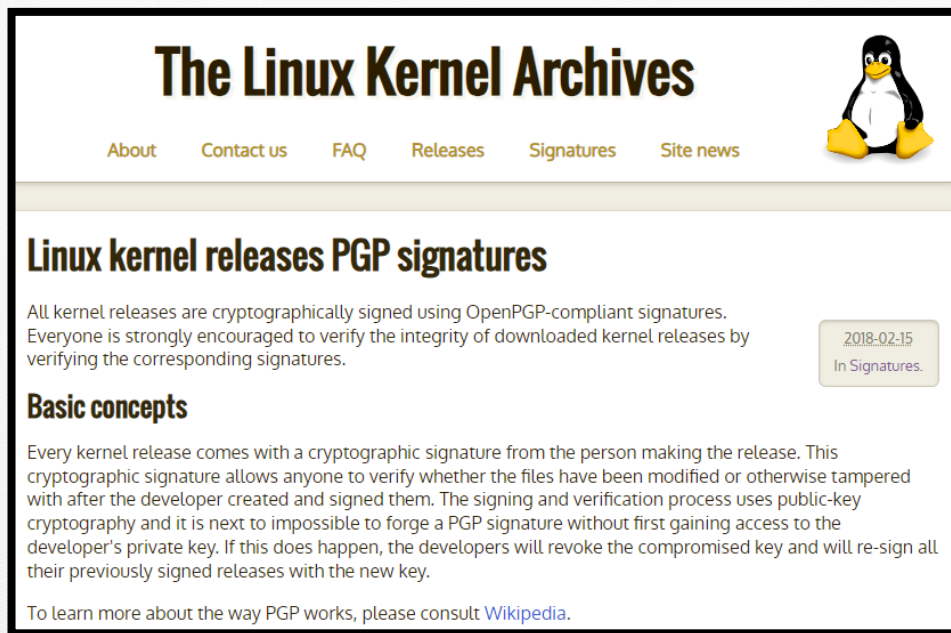 The Linux Kernel Archives
About Contact us FAQ Releases Signatures Site news
Linux kernel releases PGP signatures
All kernel releases are cryptographically signed using OpenPGP-compliant signatures.
Everyone is strongly encouraged to verify the integrity of downloaded kernel releases by
verifying the corresponding signatures.
2018-02-15
In Signatures.
Basic concepts
Every kernel release comes with a cryptographic signature from the person making the release. This
cryptographic signature allows anyone to verify whether the files have been modified or otherwise tampered
with after the developer created and signed them. The signing and verification process uses public-key
cryptography and it is next to impossible to forge a PGP signature without first gaining access to the
developer's private key. If this does happen, the developers will revoke the compromised key and will re-sign all
their previously signed releases with the new key.
To learn more about the way PGP works, please consult Wikipedia.